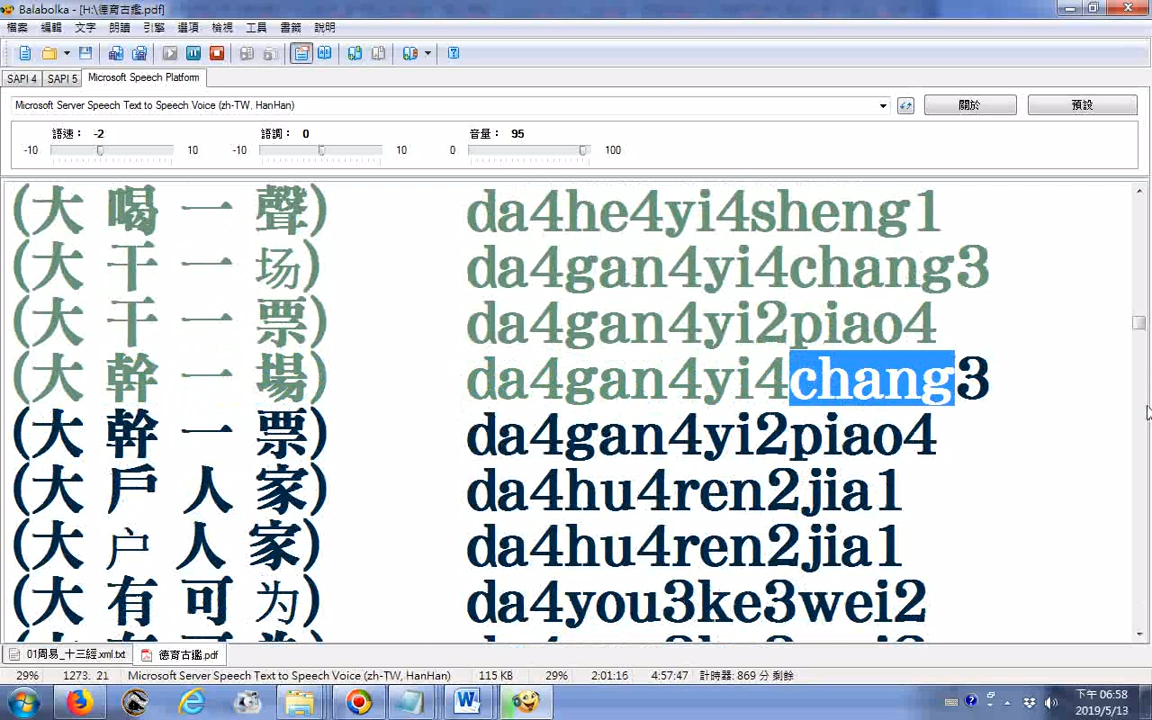 Balabolka - [H:\德育古鑑.pdf]
檔案 編輯 文字 朗讀 引擎 選項 檢視 工具 書籤 說明
SAPI 4 SAPI 5 Microsoft Speech Platform
Microsoft Server Speech Text to Speech Voice (zh-TW, HanHan) 關於 預設
語速： -2 語調： 0 音量： 95
-10 10 -10 10 0 100
(大 喝 一 聲) da4he4yi4sheng1
(大 干 一 场) da4gan4yi4chang3
(大 干 一 票) da4gan4yi2piao4
(大 幹 一 場) da4gan4yi4chang3
(大 幹 一 票) da4gan4yi2piao4
(大 戶 人 家) da4hu4ren2jia1
(大 户 人 家) da4hu4ren2jia1
(大 有 可 为) da4you3ke3wei2
01周易_十三經.xml.txt 德育古鑑.pdf
29% 1273. 21 Microsoft Server Speech Text to Speech Voice (zh-TW, HanHan) 115 KB 29% 2:01:16 4:57:47 計時器: 869 分 剩餘
下午 06:58
2019/5/13